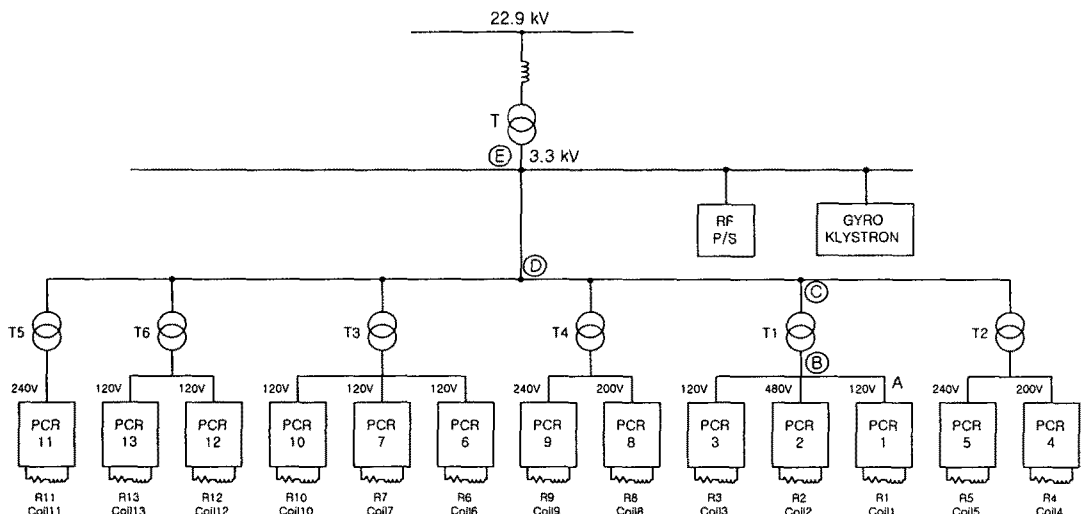 22.9 kV
T
E 3.3 kV
RF
P/S
GYRO
KLYSTRON
D
C
T5
T6
T3
T4
T1
T2
B
240V
120V
120V
120V
120V
120V
240V
200V
120V
480V
120V
A
240V
200V
PCR
11
PCR
13
PCR
12
PCR
10
PCR
7
PCR
6
PCR
9
PCR
8
PCR
3
PCR
2
PCR
1
PCR
5
PCR
4
R11
Coil11
R13
Coil13
R12
Coil12
R10
Coil10
R7
Coil7
R6
Coil6
R9
Coil9
R8
Coil8
R3
Coil3
R2
Coil2
R1
Coil1
R5
Coil5
R4
Coil4